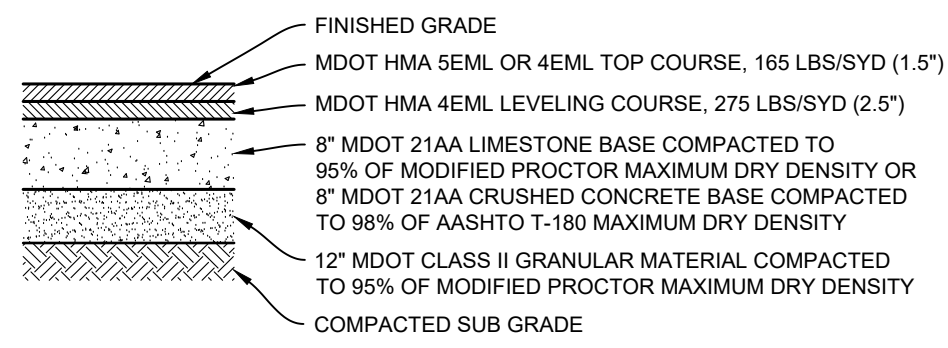 FINISHED GRADE
MDOT HMA 5EML OR 4EML TOP COURSE, 165 LBS/SYD (1.5")
MDOT HMA 4EML LEVELING COURSE, 275 LBS/SYD (2.5")
8" MDOT 21AA LIMESTONE BASE COMPACTED TO
95% OF MODIFIED PROCTOR MAXIMUM DRY DENSITY OR
8" MDOT 21AA CRUSHED CONCRETE BASE COMPACTED
TO 98% OF AASHTO T-180 MAXIMUM DRY DENSITY
12" MDOT CLASS II GRANULAR MATERIAL COMPACTED
TO 95% OF MODIFIED PROCTOR MAXIMUM DRY DENSITY
COMPACTED SUB GRADE